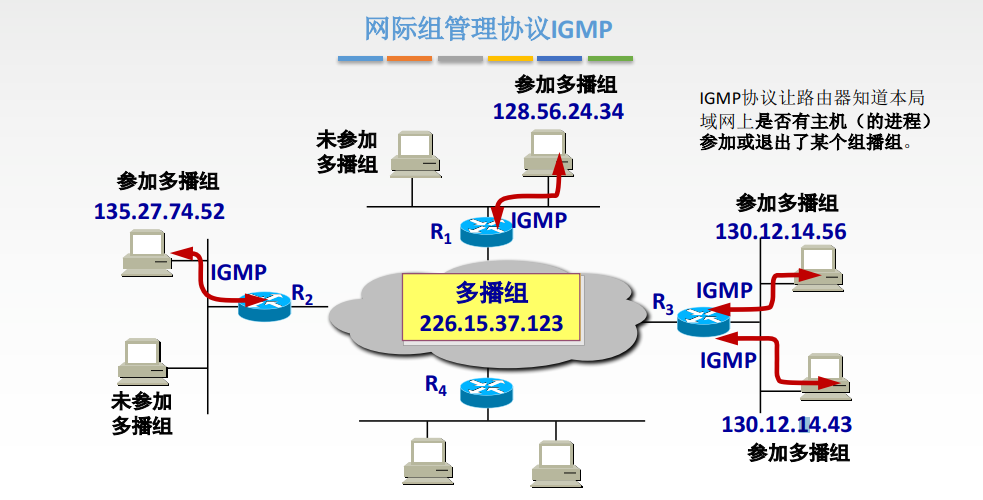 网际组管理协议IGMP
参加多播组
128.56.24.34
IGMP协议让路由器知道本局
域网上是否有主机（的进程）
参加或退出了某个组播组。
未参加
多播组
参加多播组
135.27.74.52
参加多播组
130.12.14.56
R1
IGMP
IGMP
R2
多播组
226.15.37.123
R3
IGMP
IGMP
R4
未参加
多播组
130.12.14.43
参加多播组